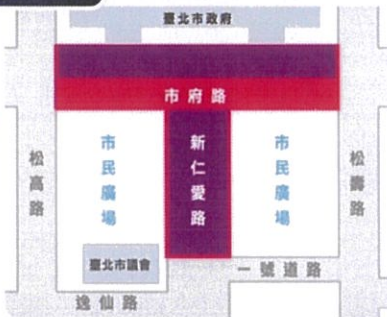 臺北市政府
市府路
松高路
市民廣場
新仁愛路
市民廣場
松壽路
臺北市議會
一號道路
逸仙路